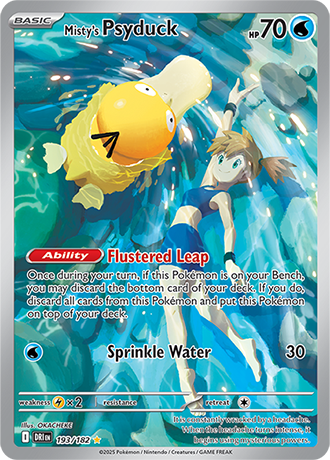 BASIC
Misty's Psyduck HP 70
Ability Flustered Leap
Once during your turn, if this Pokémon is on your Bench,
you may discard the bottom card of your deck. If you do,
discard all cards from this Pokémon and put this Pokémon
on top of your deck.
Sprinkle Water 30
weakness ×2 resistance retreat
Illus. OKACHEKE
I DRI EN 193/182
It is constantly wracked by a headache.
When the headache turns intense, it
begins using mysterious powers.
©2025 Pokémon / Nintendo / Creatures / GAME FREAK